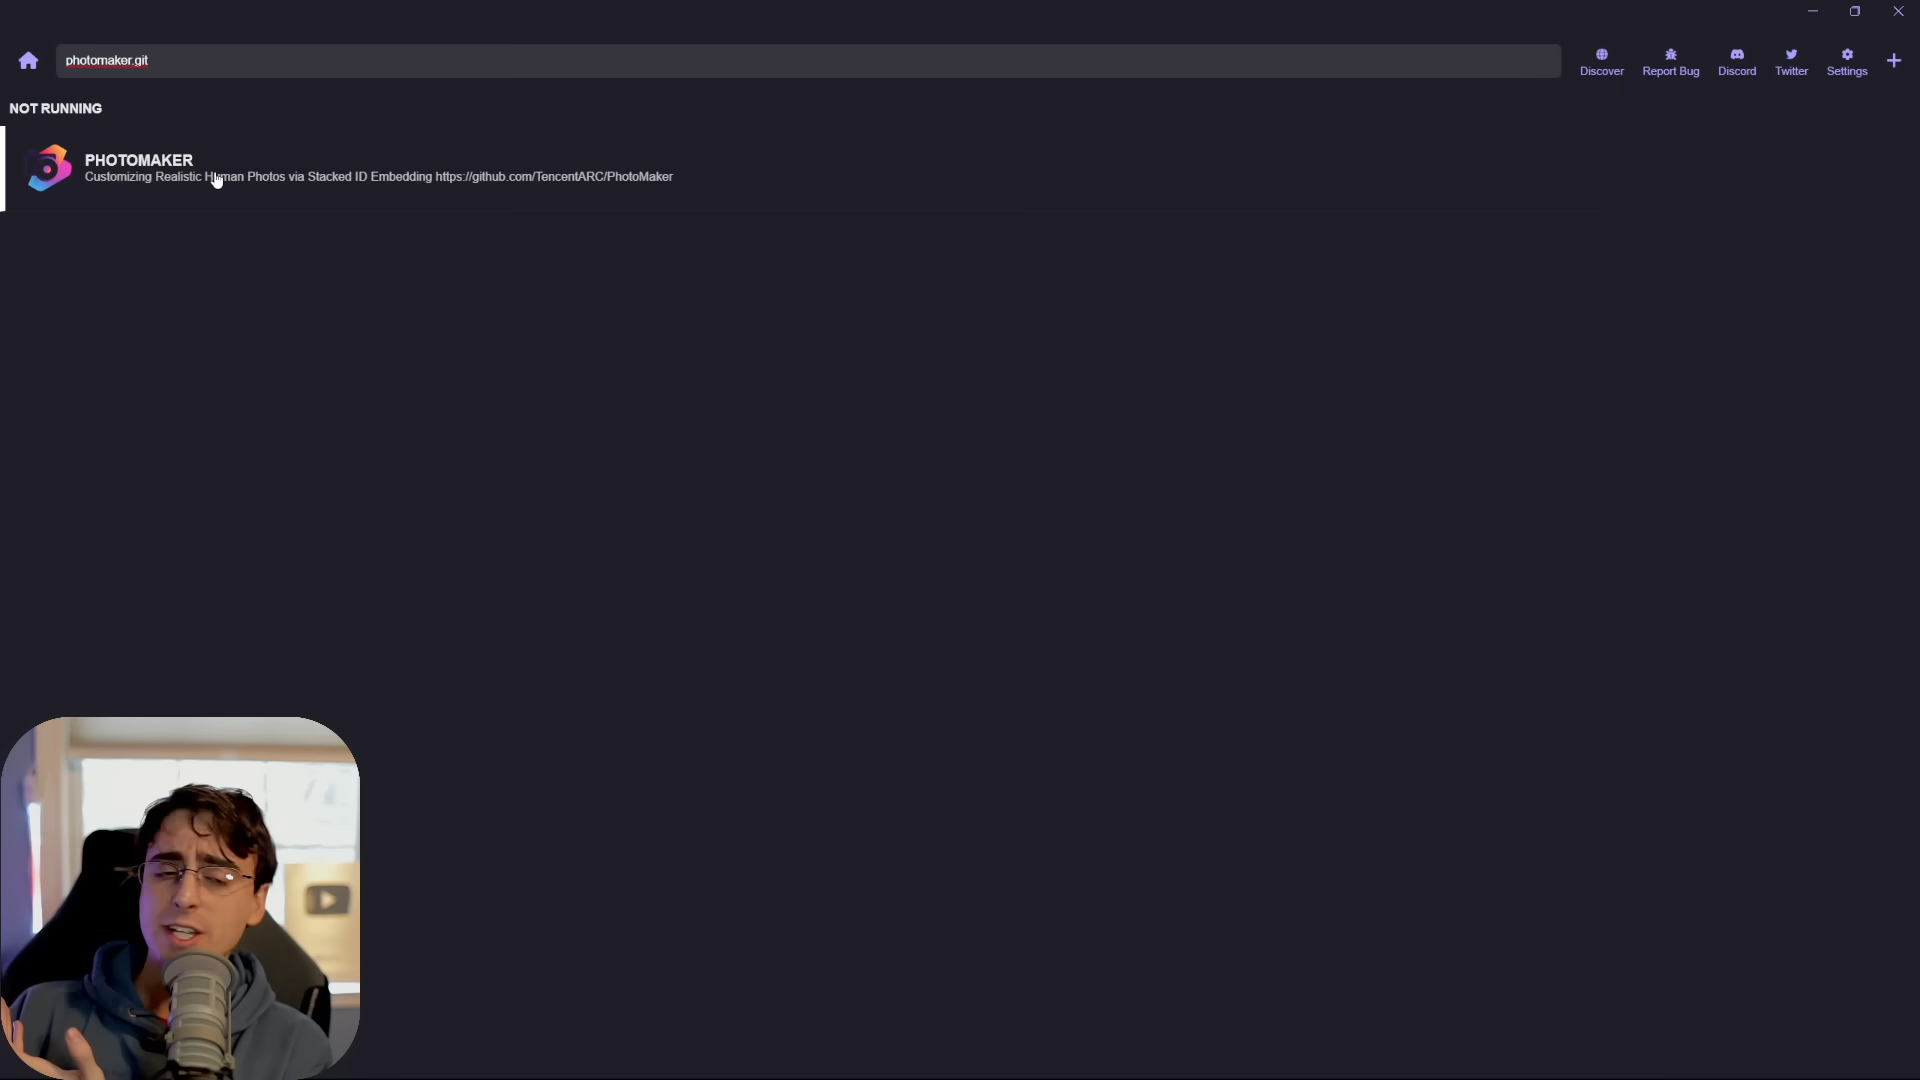 photomaker.git
Discover
Report Bug
Discord
Twitter
Settings
NOT RUNNING
PHOTOMAKER
Customizing Realistic Human Photos via Stacked ID Embedding https://github.com/TencentARC/PhotoMaker